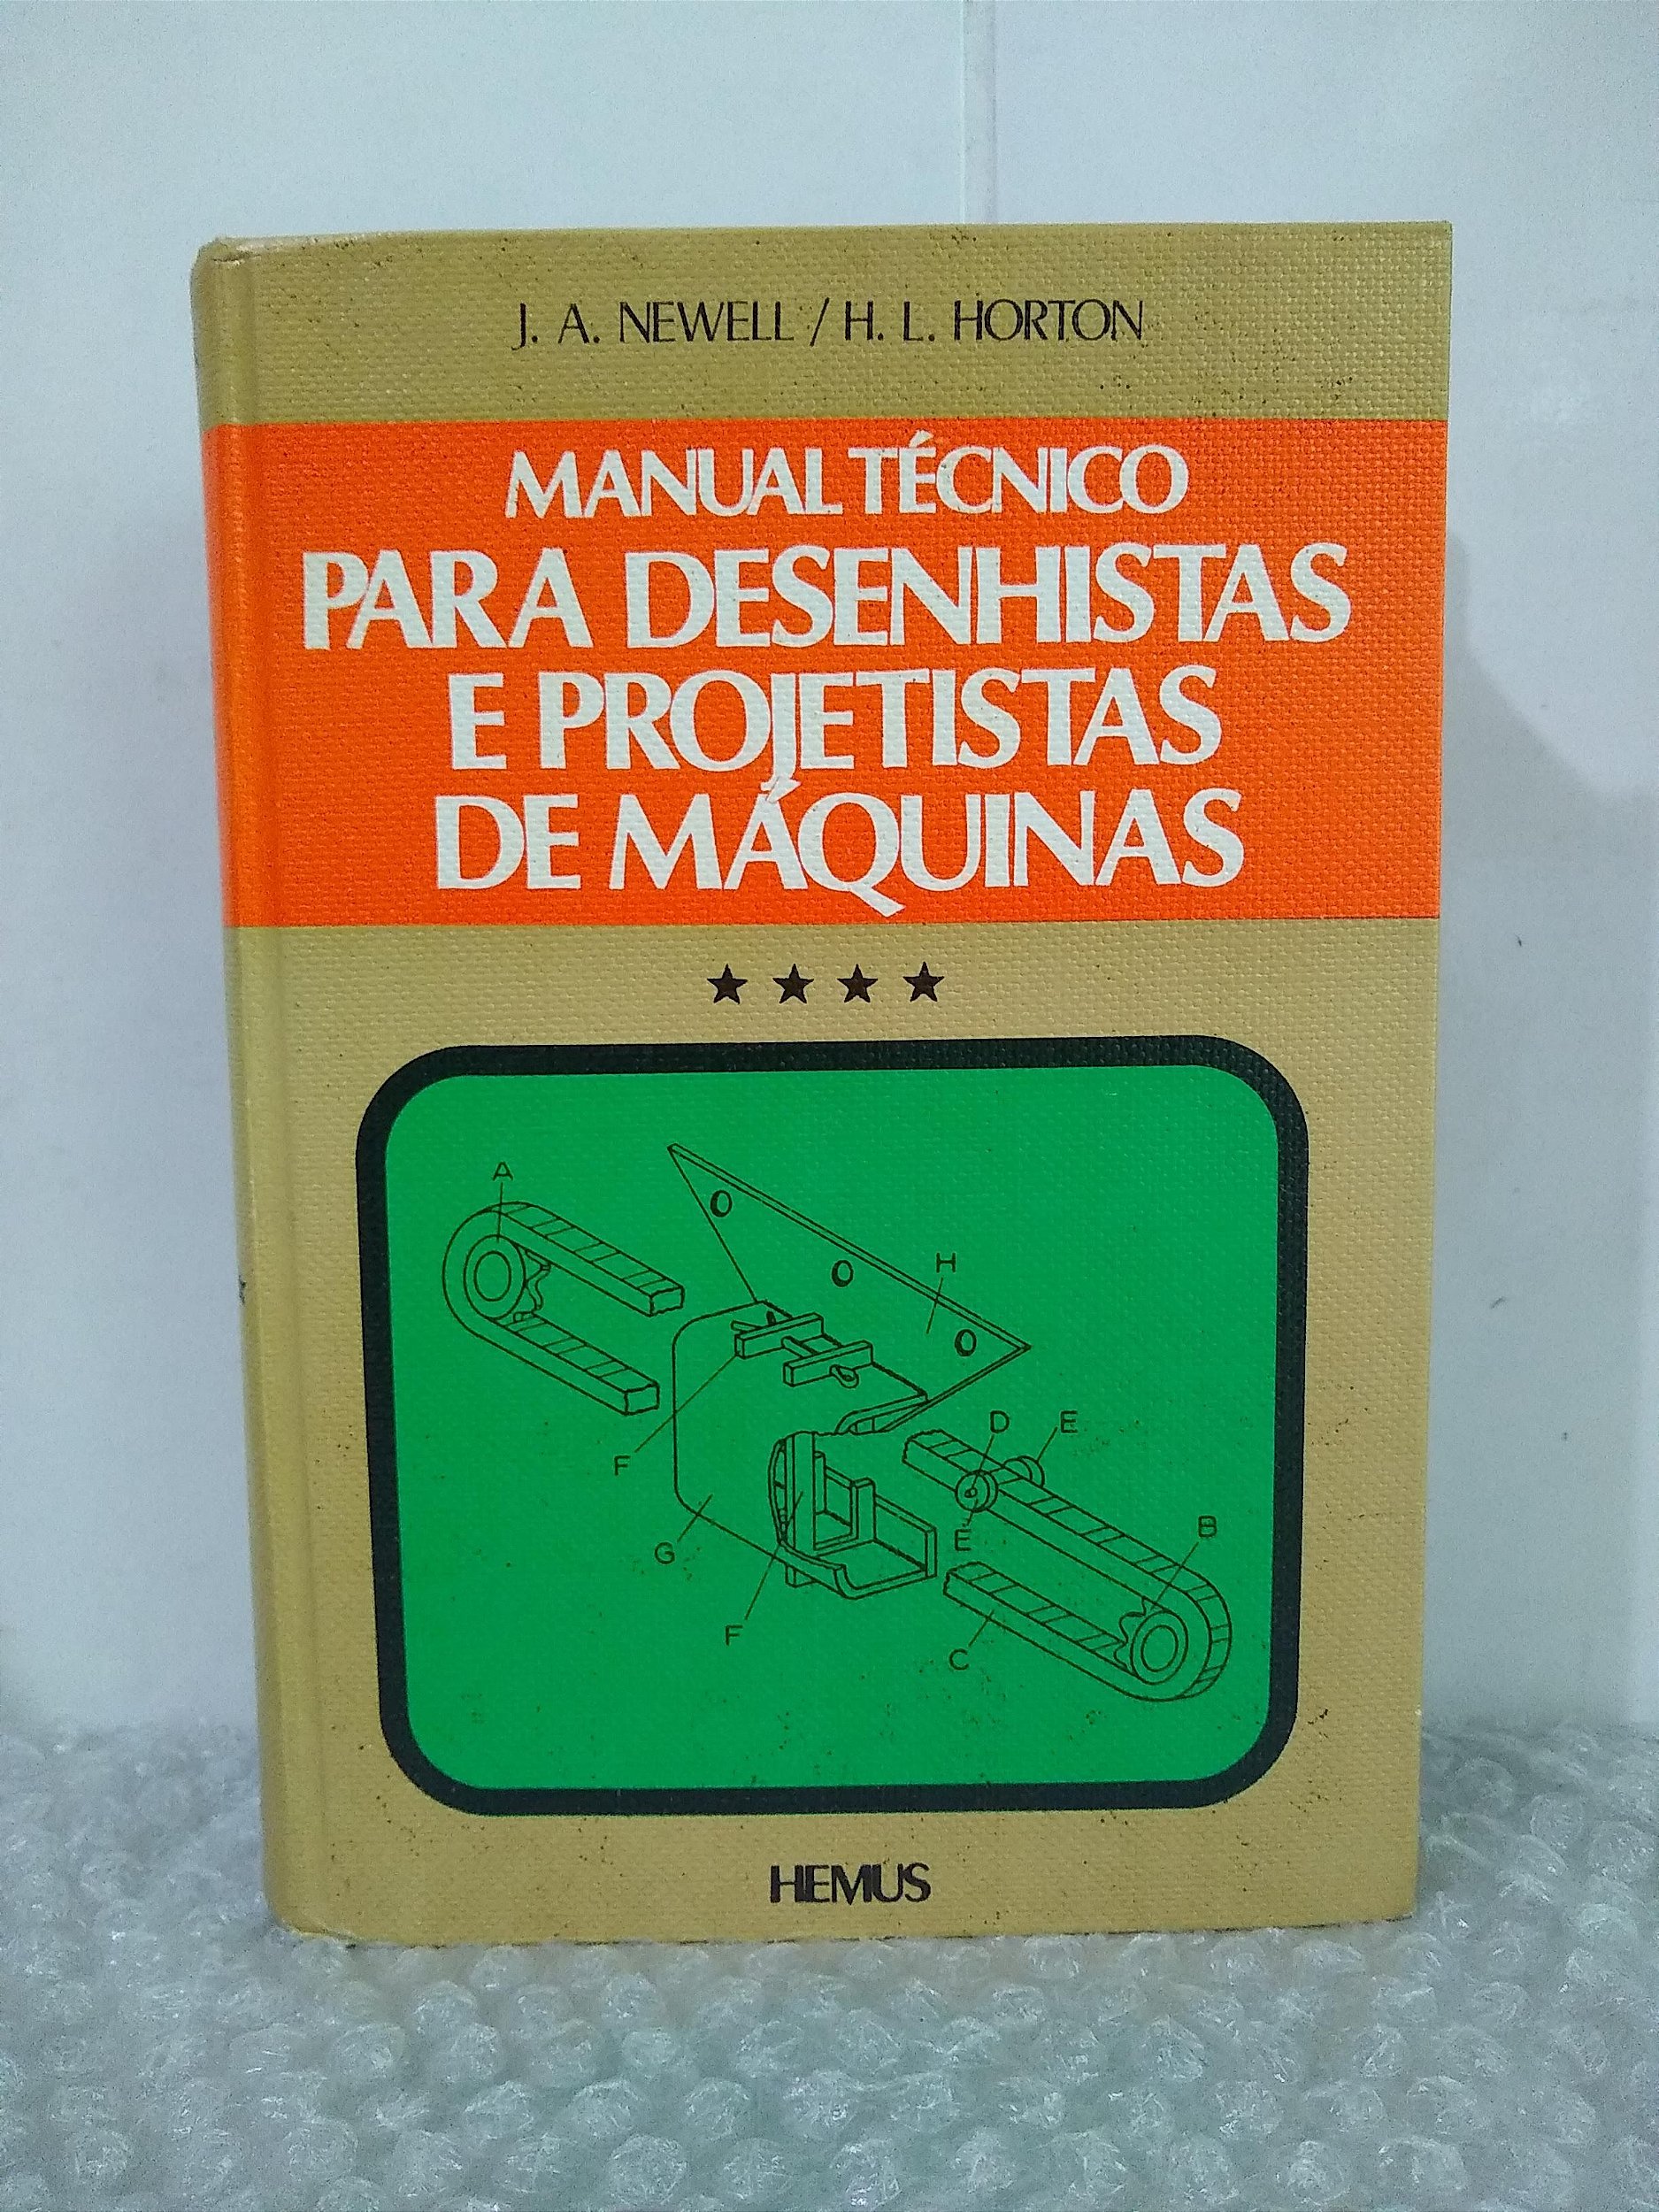 J. A. NEWELL / H. L. HORTON
MANUAL TÉCNICO
PARA DESENHISTAS
E PROJETISTAS
DE MÁQUINAS
A
H
F
D E
G
E
B
F
C
HEMUS